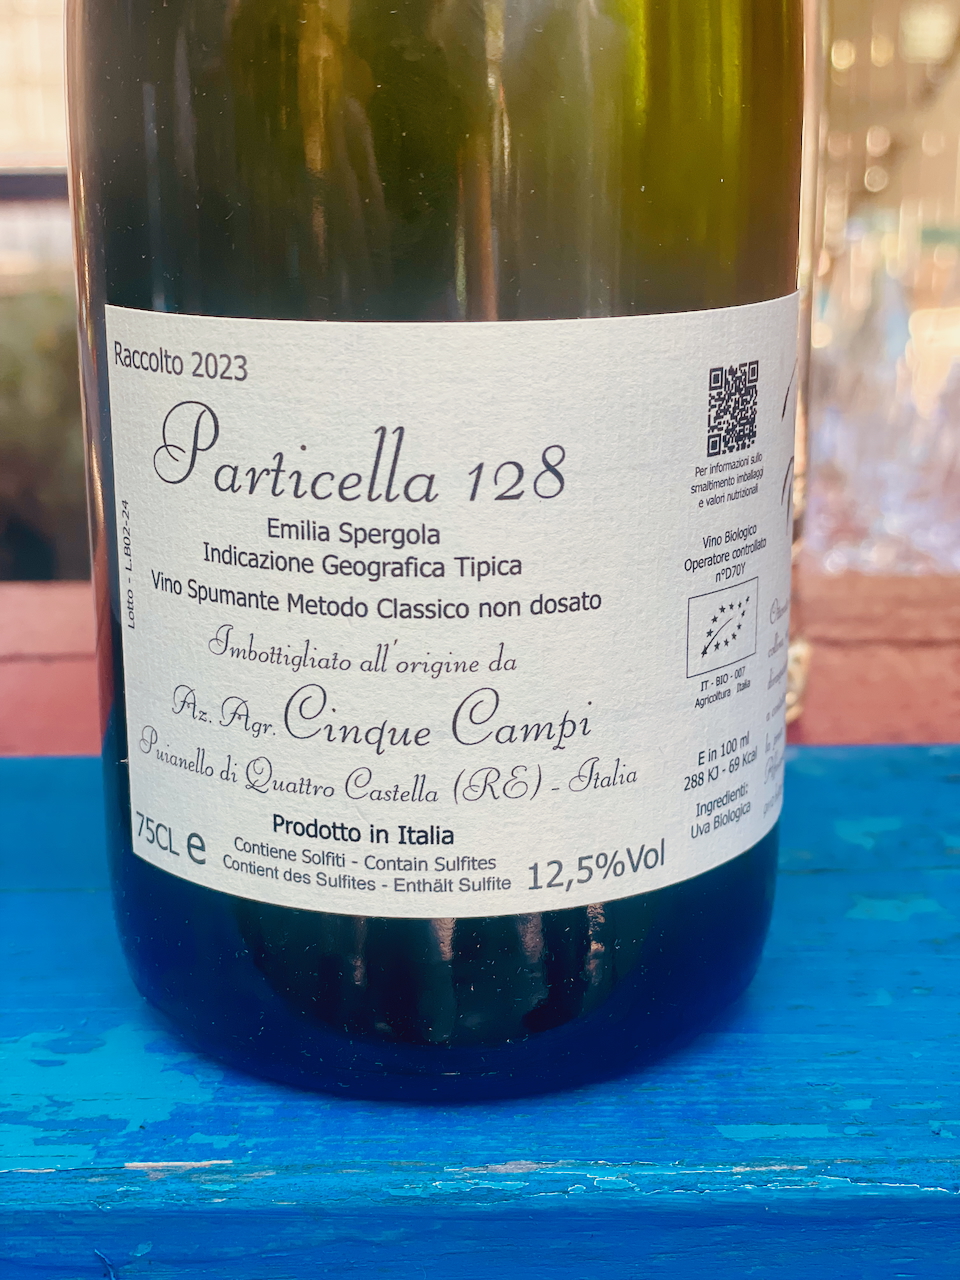 Raccolto 2023
Particella 128
Emilia Spergola
Indicazione Geografica Tipica
Vino Spumante Metodo Classico non dosato
Imbottigliato all'origine da
Az. Agr. Cinque Campi
Puianello di Quattro Castella (RE) - Italia
Prodotto in Italia
Contiene Solfiti - Contain Sulfites
Contient des Sulfites - Enthält Sulfite
75CL e
12,5%Vol
Lotto - L.B02-24
Per informazioni sullo
smaltimento imballaggi
e valori nutrizionali
Vino Biologico
Operatore controllato
n°D70Y
IT - BIO - 007
Agricoltura Italia
E in 100 ml
288 KJ - 69 Kcal
Ingredienti:
Uva Biologica